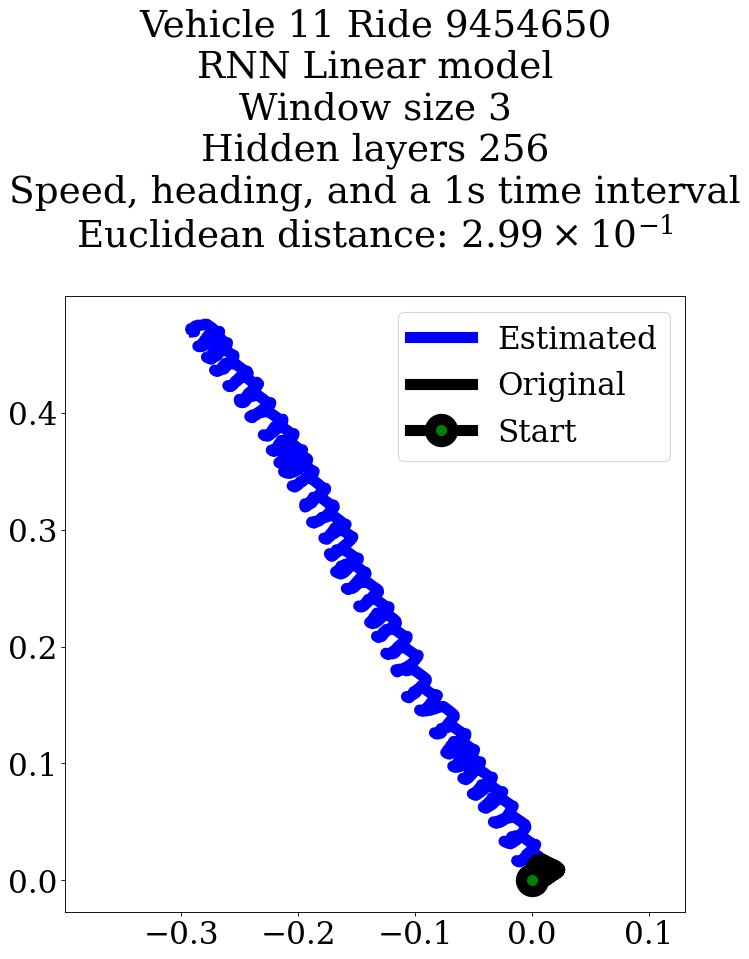 Vehicle 11 Ride 9454650
RNN Linear model
Window size 3
Hidden layers 256
Speed, heading, and a 1s time interval
Euclidean distance: 2.99 × 10⁻¹
Estimated
Original
Start
0.4
0.3
0.2
0.1
0.0
−0.3 −0.2 −0.1 0.0 0.1